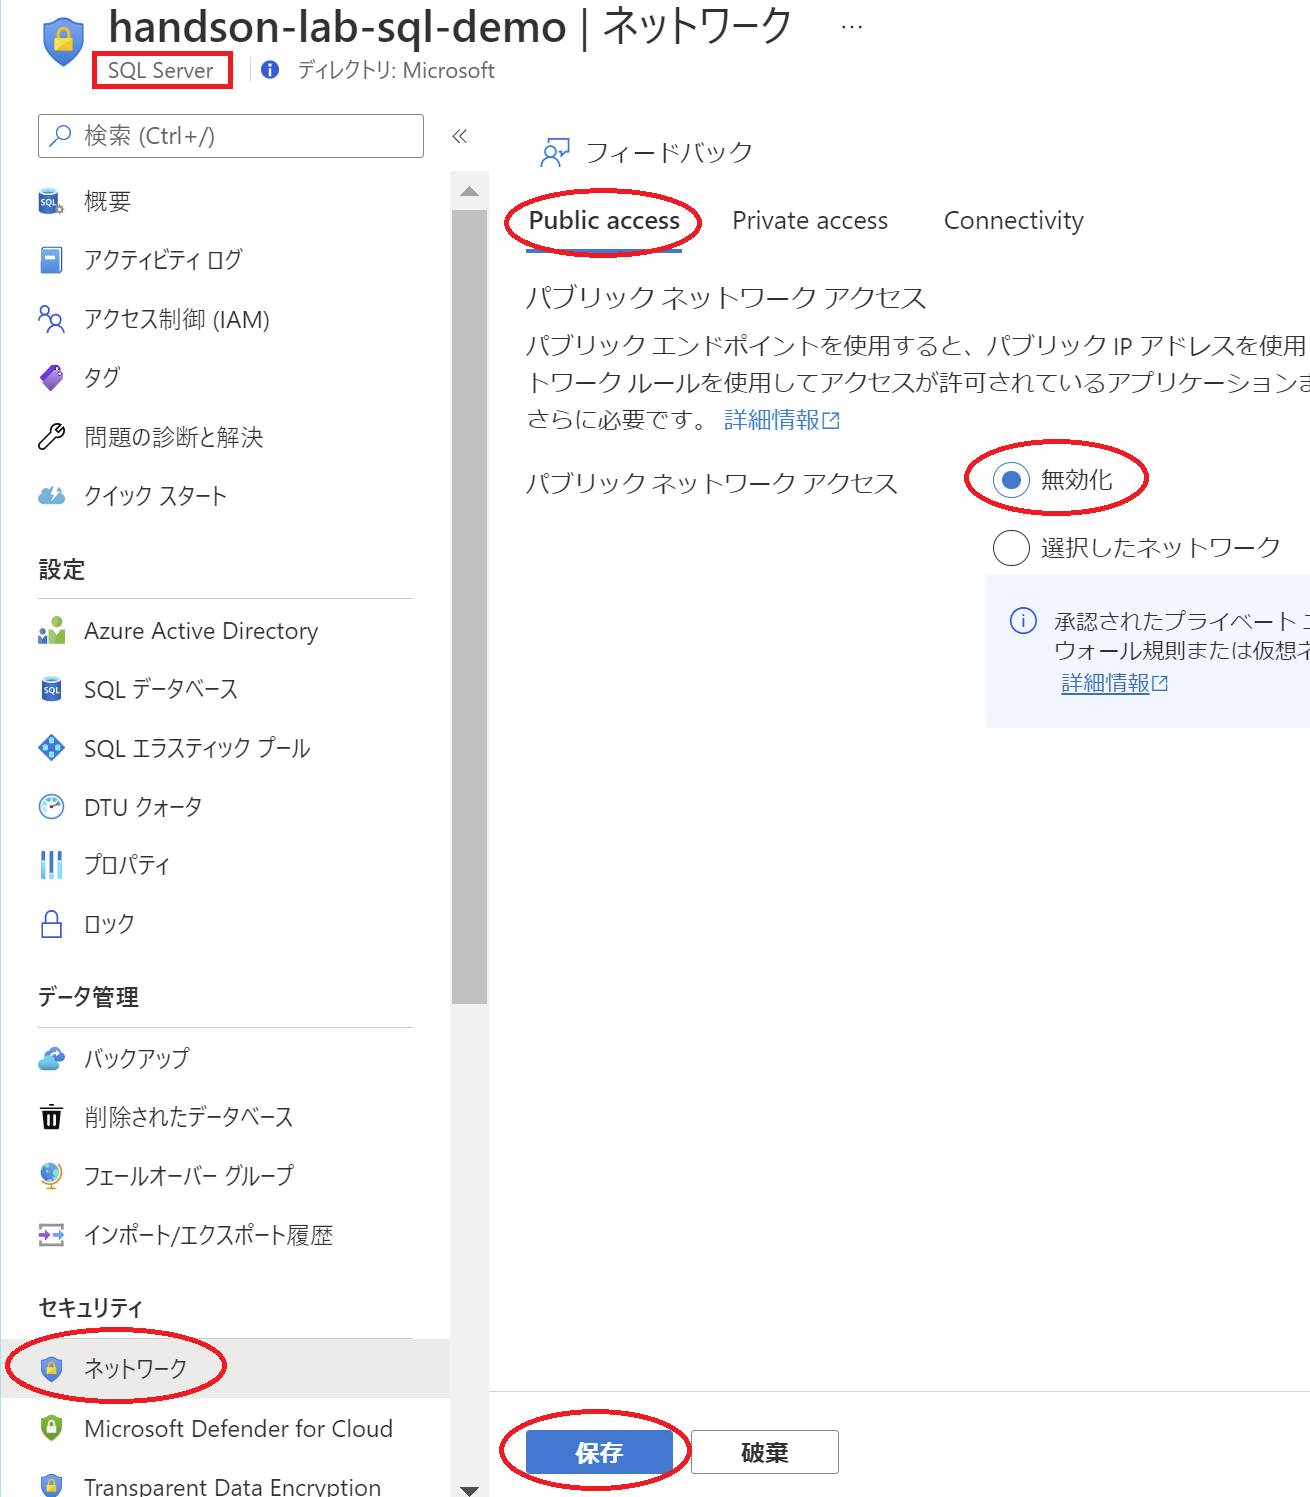 handson-lab-sql-demo | ネットワーク ...
SQL Server
ディレクトリ: Microsoft
検索 (Ctrl+/)
概要
アクティビティ ログ
アクセス制御 (IAM)
タグ
問題の診断と解決
クイック スタート
設定
Azure Active Directory
SQL データベース
SQL エラスティック プール
DTU クォータ
プロパティ
ロック
データ管理
バックアップ
削除されたデータベース
フェールオーバー グループ
インポート/エクスポート履歴
セキュリティ
ネットワーク
Microsoft Defender for Cloud
Transparent Data Encryption
フィードバック
Public access
Private access
Connectivity
パブリック ネットワーク アクセス
パブリック エンドポイントを使用すると、パブリック IP アドレスを使用
トワーク ルールを使用してアクセスが許可されているアプリケーションま
さらに必要です。 詳細情報
パブリック ネットワーク アクセス
無効化
選択したネットワーク
承認されたプライベート エ
ウォール規則または仮想ネ
詳細情報
保存
破棄